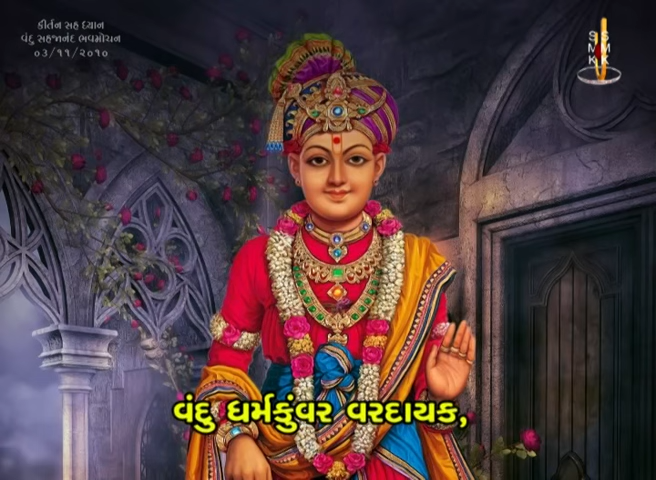 કીર્તન સહ ધ્યાન
વંદુ સહજાનંદ ભવમોચન
૦૩/૧૧/૨૦૧૦
S S
M M
K K
વંદુ ધર્મકુંવર વરદાયક,